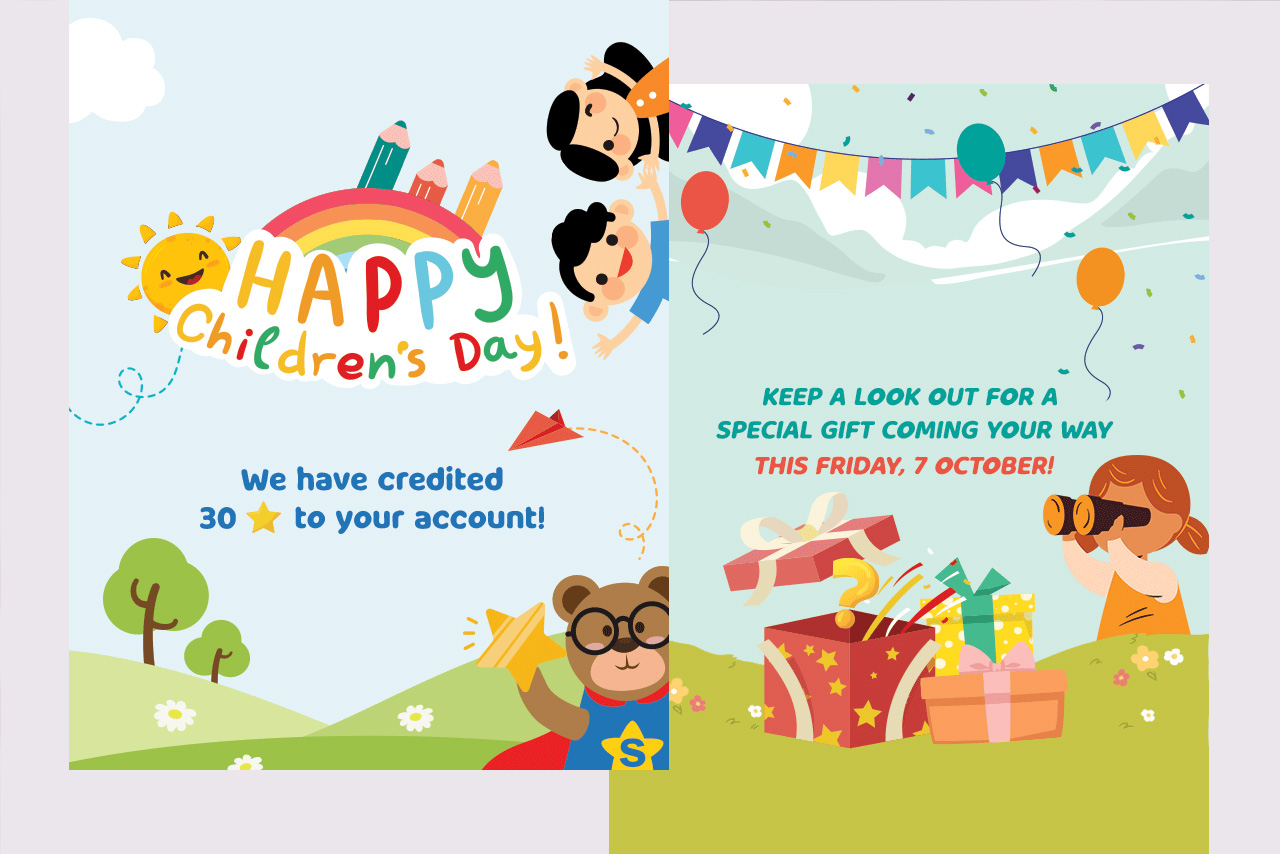 HAPPY
Children's Day!
We have credited
30 ⭐ to your account!
S
KEEP A LOOK OUT FOR A
SPECIAL GIFT COMING YOUR WAY
THIS FRIDAY, 7 OCTOBER!
?